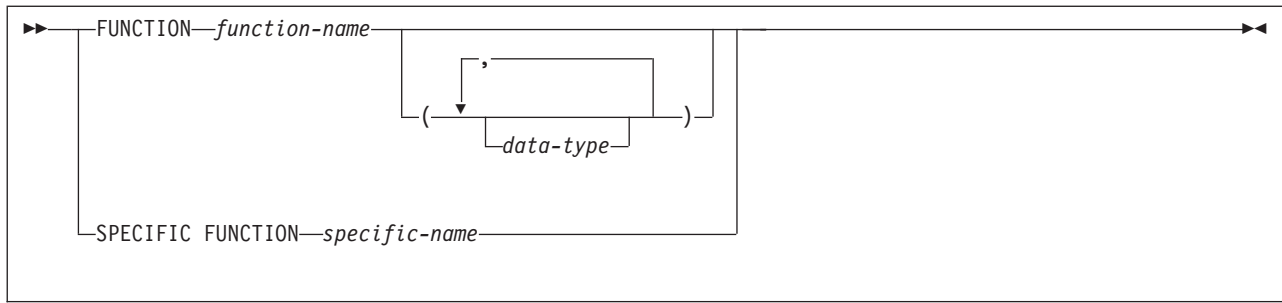 FUNCTION function-name
,
( )
data-type
SPECIFIC FUNCTION specific-name